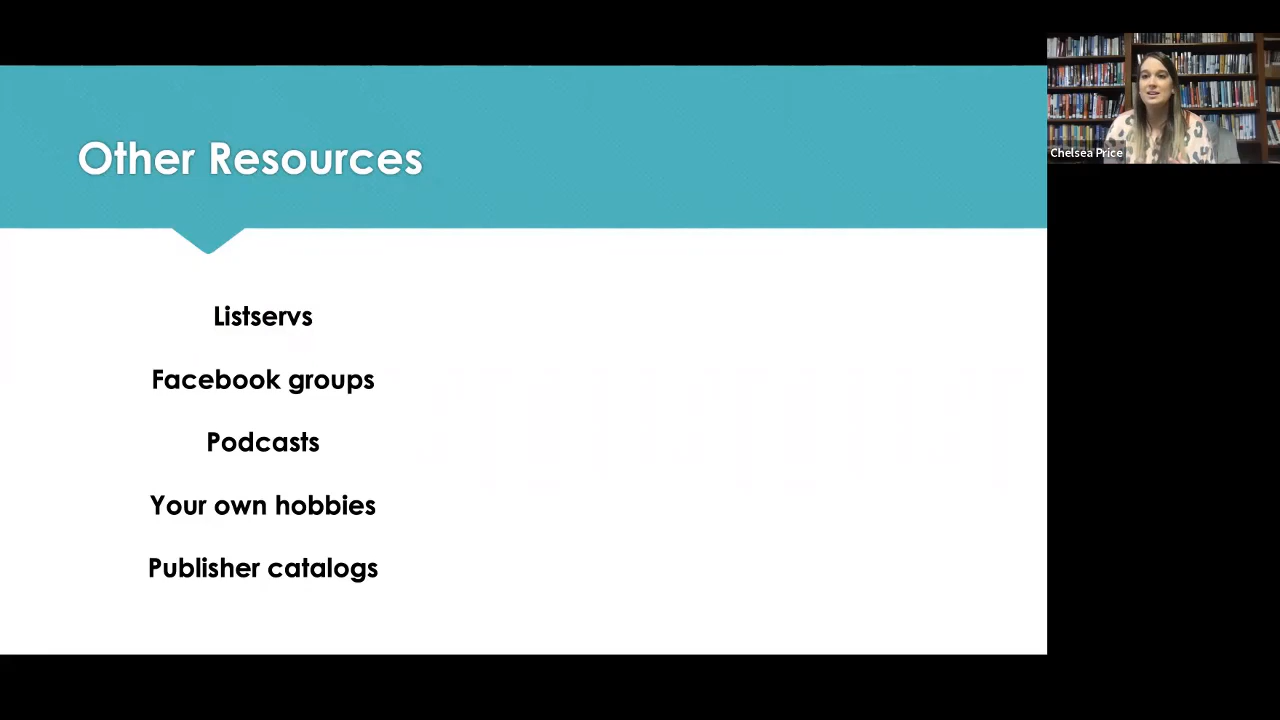 Other Resources
Chelsea Price
Listservs
Facebook groups
Podcasts
Your own hobbies
Publisher catalogs